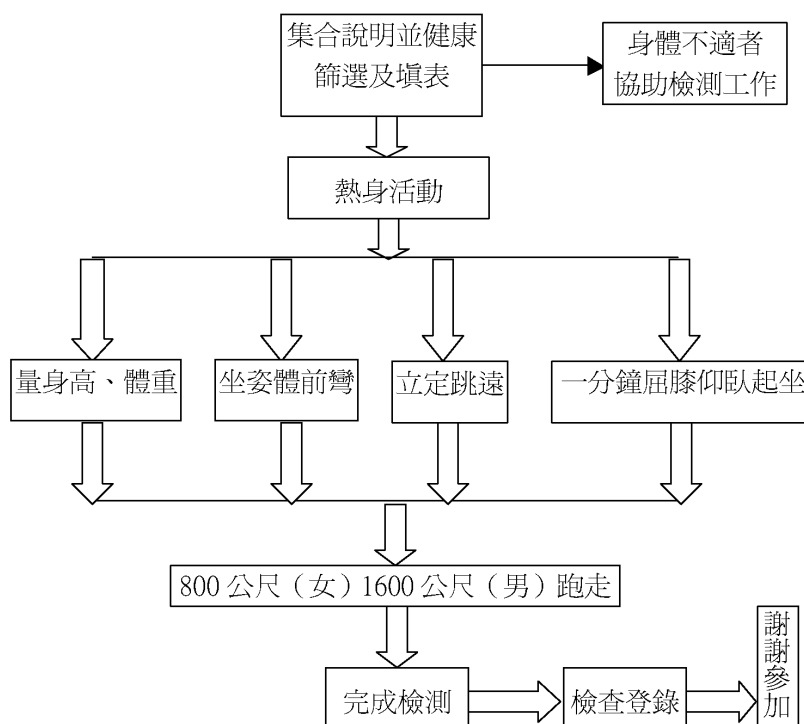 集合說明並健康
篩選及填表
身體不適者
協助檢測工作
熱身活動
量身高、體重
坐姿體前彎
立定跳遠
一分鐘屈膝仰臥起坐
800 公尺（女）1600 公尺（男）跑走
完成檢測
檢查登錄
謝謝參加